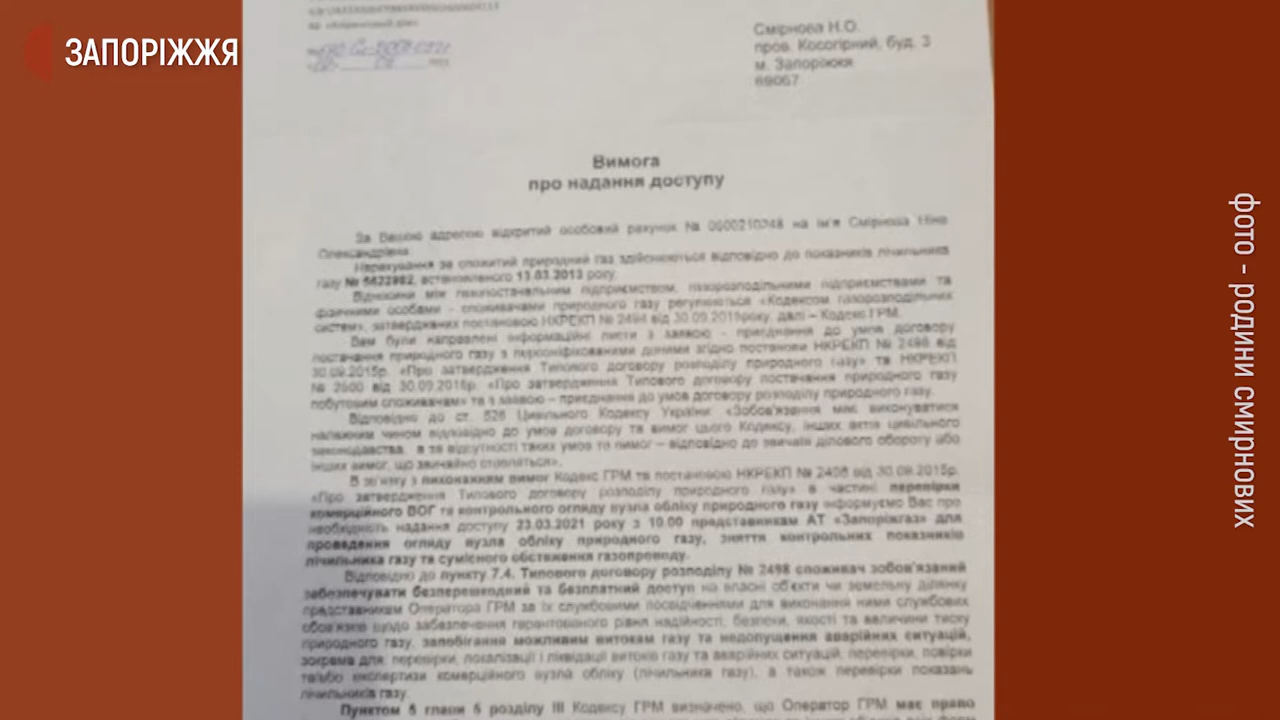 ЗАПОРІЖЖЯ
Смірнова Н.О.
пров. Косогірний, буд. 3
м. Запоріжжя
69067
Вимога
про надання доступу
За Вашою адресою відкритий особовий рахунок № на ім'я Смірнова Ніна
Олександрівна
Нарахування за спожитий природний газ здійснюються відповідно до показників лічильника
газу № встановленого 13.03.2013 року.
Відносини між газопостачальним підприємством, газорозподільними підприємствами та
фізичними особами - споживачами природного газу регулюються «Кодексом газорозподільних
систем», затверджених постановою НКРЕКП № 2494 від 30.09.2015року, далі – Кодекс ГРМ.
Вам були направлені інформаційні листи з заявою - приєднання до умов договору
постачання природного газу з персоніфікованими даними згідно постанови НКРЕКП № 2498 від
30.09.2015р. «Про затвердження Типового договору розподілу природного газу» та НКРЕКП
№ 2500 від 30.09.2015р. «Про затвердження Типового договору постачання природного газу
побутовим споживачам» та з заявою – приєднання до умов договору розподілу природного газу.
Відповідно до ст. 526 Цивільного Кодексу України: «Зобов'язання має виконуватися
належним чином відповідно до умов договору та вимог цього Кодексу, інших актів цивільного
законодавства, а за відсутності таких умов та вимог – відповідно до звичаїв ділового обороту або
інших вимог, що звичайно ставляться».
В зв'язку з виконанням вимог Кодекс ГРМ та постановою НКРЕКП № 2498 від 30.09.2015р.
«Про затвердження Типового договору розподілу природного газу» в частині перевірки
комерційного ВОГ та контрольного огляду вузла обліку природного газу інформуємо Вас про
необхідність надання доступу 23.03.2021 року з 10.00 представникам АТ «Запоріжгаз» для
проведення огляду вузла обліку природного газу, зняття контрольних показників
лічильника газу та сумісного обстеження газопроводу.
Відповідно до пункту 7.4. Типового договору розподілу № 2498 споживач зобов'язаний
забезпечувати безперешкодний та безплатний доступ на власні об'єкти чи земельну ділянку
представникам Оператора ГРМ за їх службовими посвідченнями для виконання ними службових
обов'язків щодо забезпечення гарантованого рівня надійності, безпеки, якості та величини тиску
природного газу, запобігання можливим витокам газу та недопущення аварійних ситуацій,
зокрема для: перевірки, локалізації і ліквідації витоків газу та аварійних ситуацій, перевірки, повірки
та/або експертизи комерційного вузла обліку (лічильника газу), а також перевірки показань
лічильників газу.
Пунктом 5 глави 5 розділу III Кодексу ГРМ визначено, що Оператор ГРМ має право
фото - родини смирнових